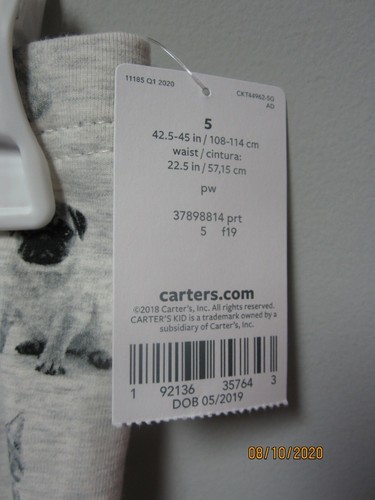 11185 Q1 2020
CK744962-SG
AD
5
42.5-45 in / 108-114 cm
waist / cintura:
22.5 in / 57,15 cm
pw
37898814 prt
5 f19
carters.com
©2018 Carter's, Inc. All rights reserved.
CARTER'S KID is a trademark owned by a
subsidiary of Carter's, Inc.
1 92136 35764 3
DOB 05/2019
08/10/2020